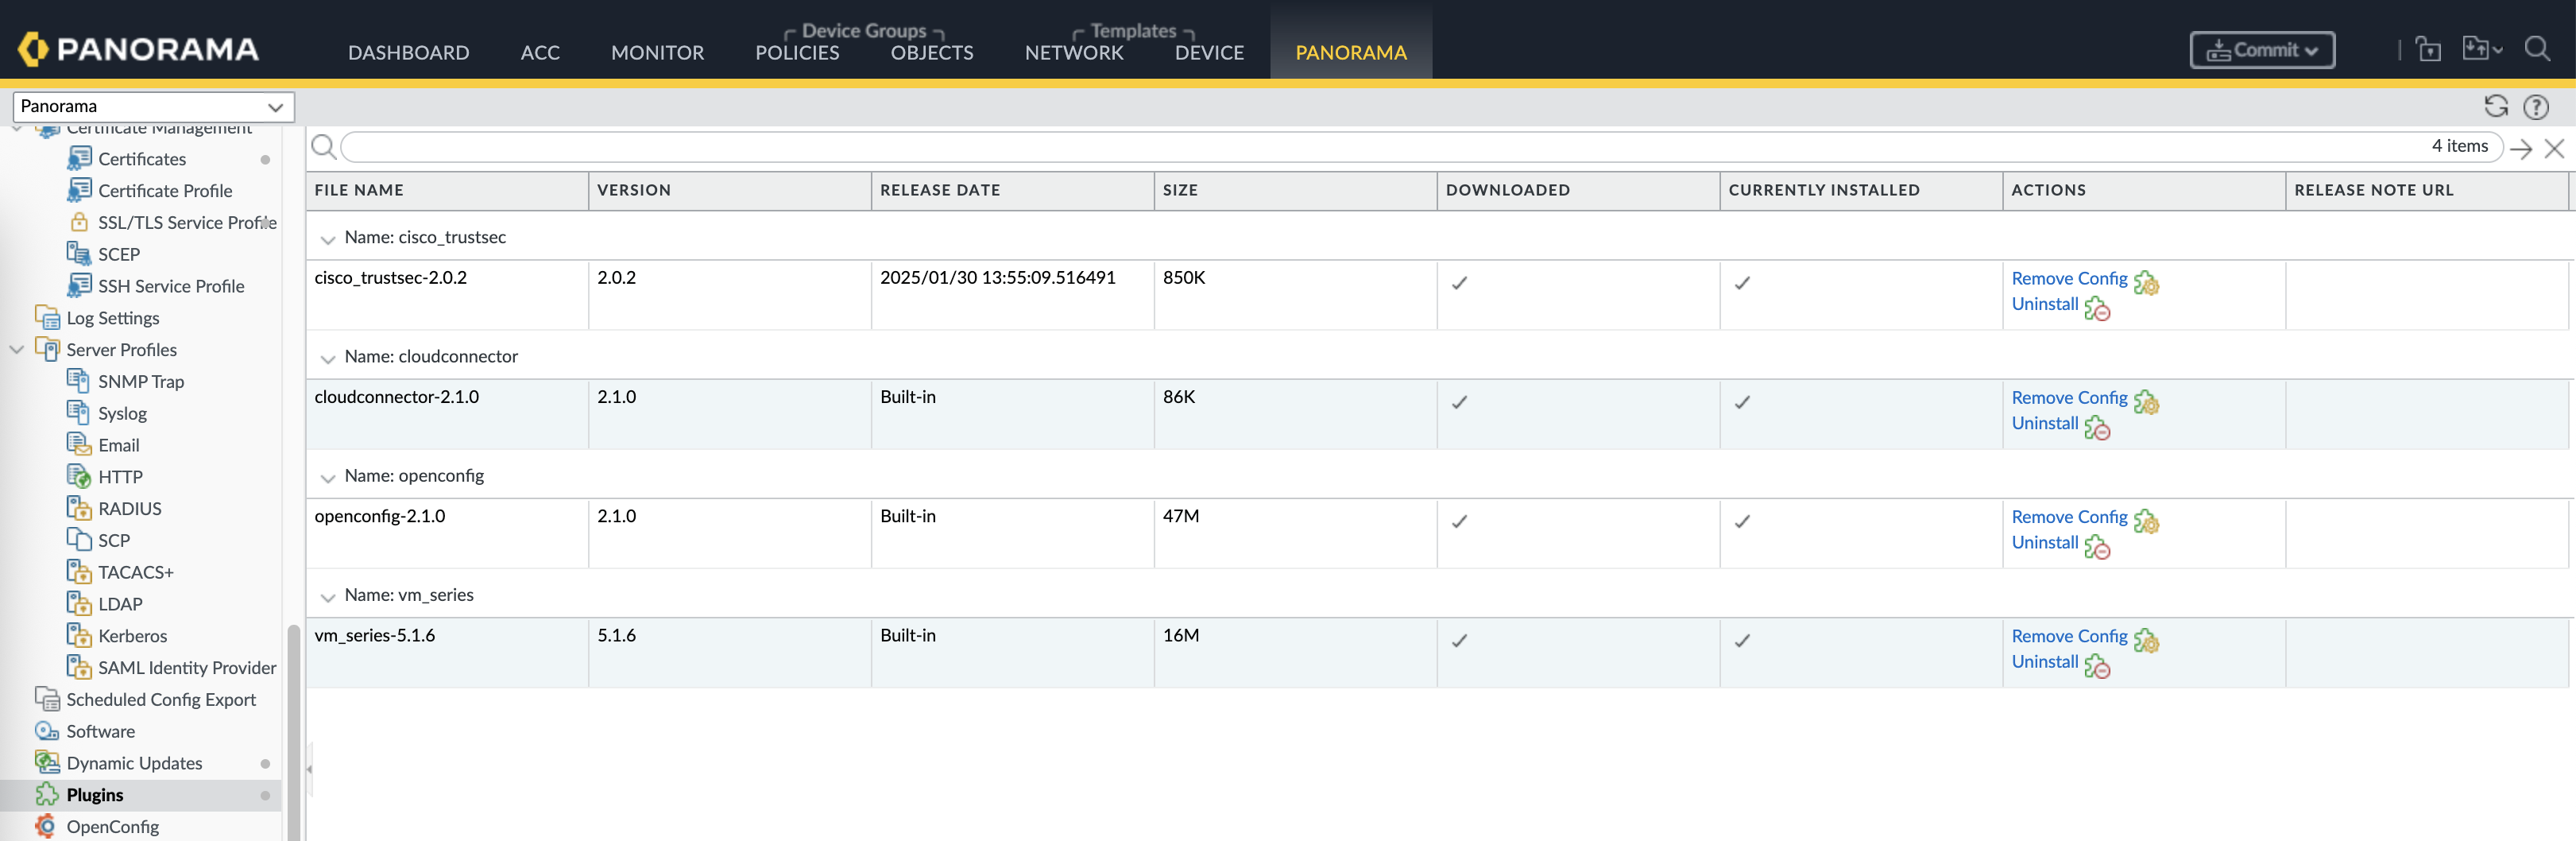 PANORAMA
DASHBOARD
ACC
MONITOR
Device Groups
POLICIES
OBJECTS
Templates
NETWORK
DEVICE
PANORAMA
Commit
Panorama
Certificate Management
Certificates
Certificate Profile
SSL/TLS Service Profile
SCEP
SSH Service Profile
Log Settings
Server Profiles
SNMP Trap
Syslog
Email
HTTP
RADIUS
SCP
TACACS+
LDAP
Kerberos
SAML Identity Provider
Scheduled Config Export
Software
Dynamic Updates
Plugins
OpenConfig
4 items
FILE NAME VERSION RELEASE DATE SIZE DOWNLOADED CURRENTLY INSTALLED ACTIONS RELEASE NOTE URL
Name: cisco_trustsec
cisco_trustsec-2.0.2 2.0.2 2025/01/30 13:55:09.516491 850K ✓ ✓ Remove Config
Uninstall
Name: cloudconnector
cloudconnector-2.1.0 2.1.0 Built-in 86K ✓ ✓ Remove Config
Uninstall
Name: openconfig
openconfig-2.1.0 2.1.0 Built-in 47M ✓ ✓ Remove Config
Uninstall
Name: vm_series
vm_series-5.1.6 5.1.6 Built-in 16M ✓ ✓ Remove Config
Uninstall